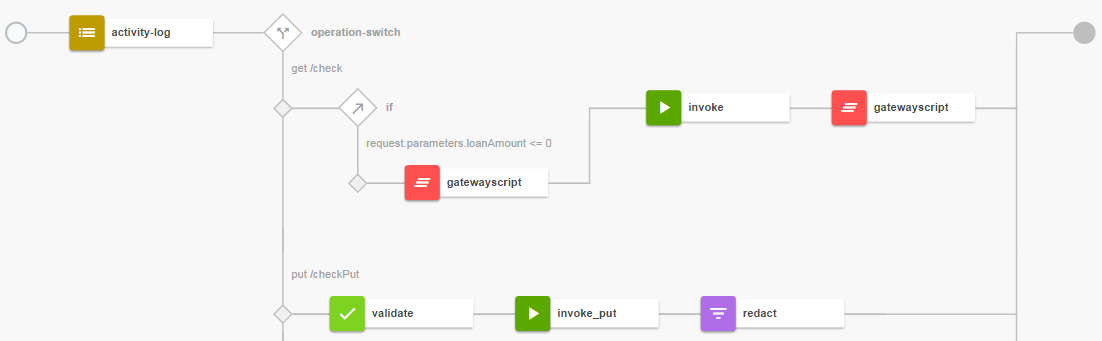 activity-log
operation-switch
get /check
if
invoke
gatewayscript
request.parameters.loanAmount <= 0
gatewayscript
put /checkPut
validate
invoke_put
redact